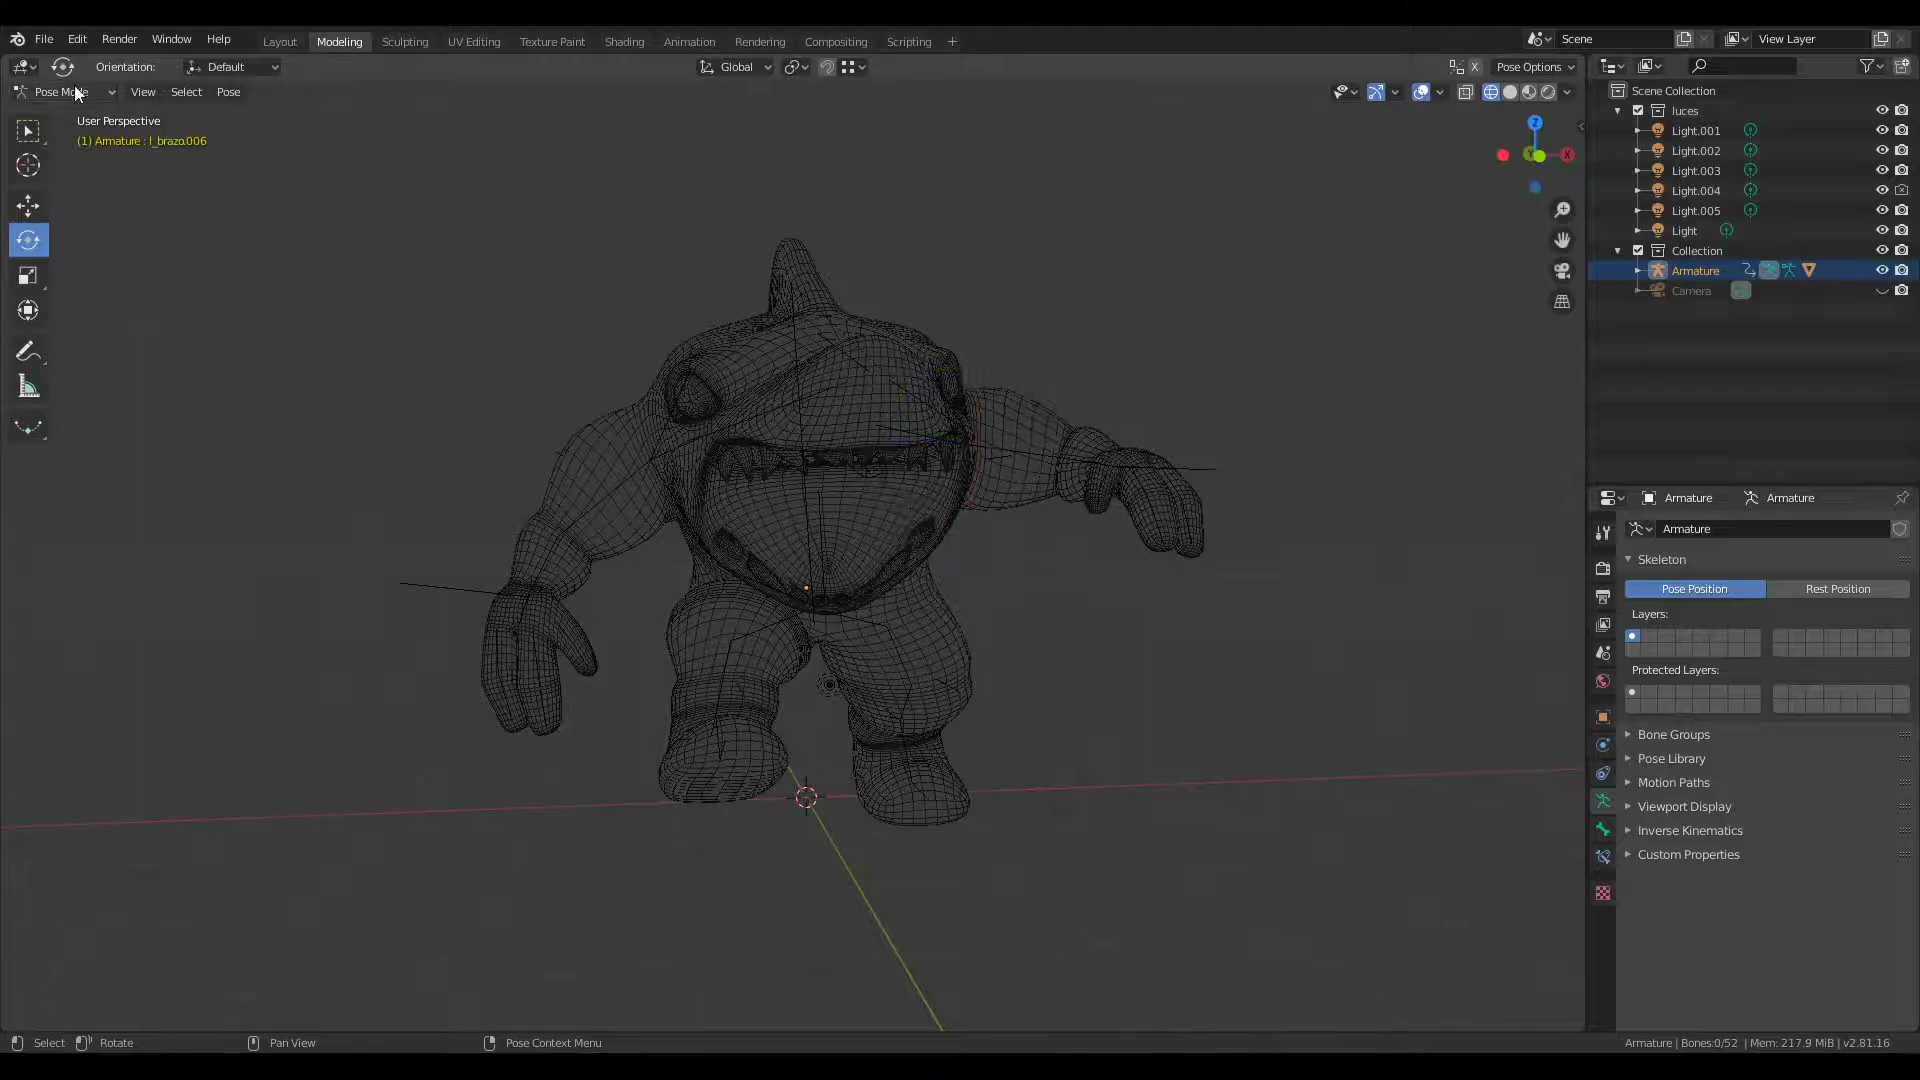 File Edit Render Window Help Layout Modeling Sculpting UV Editing Texture Paint Shading Animation Rendering Compositing Scripting + Scene View Layer
Orientation: Default Global X Pose Options
Pose Mode View Select Pose
User Perspective
(1) Armature : l_brazo.006
Z
X
Scene Collection
luces
Light.001
Light.002
Light.003
Light.004
Light.005
Light
Collection
Armature
Camera
Armature Armature
Armature
Skeleton
Pose Position Rest Position
Layers:
Protected Layers:
Bone Groups
Pose Library
Motion Paths
Viewport Display
Inverse Kinematics
Custom Properties
Select Rotate Pan View Pose Context Menu Armature | Bones:0/52 | Mem: 217.9 MiB | v2.81.16